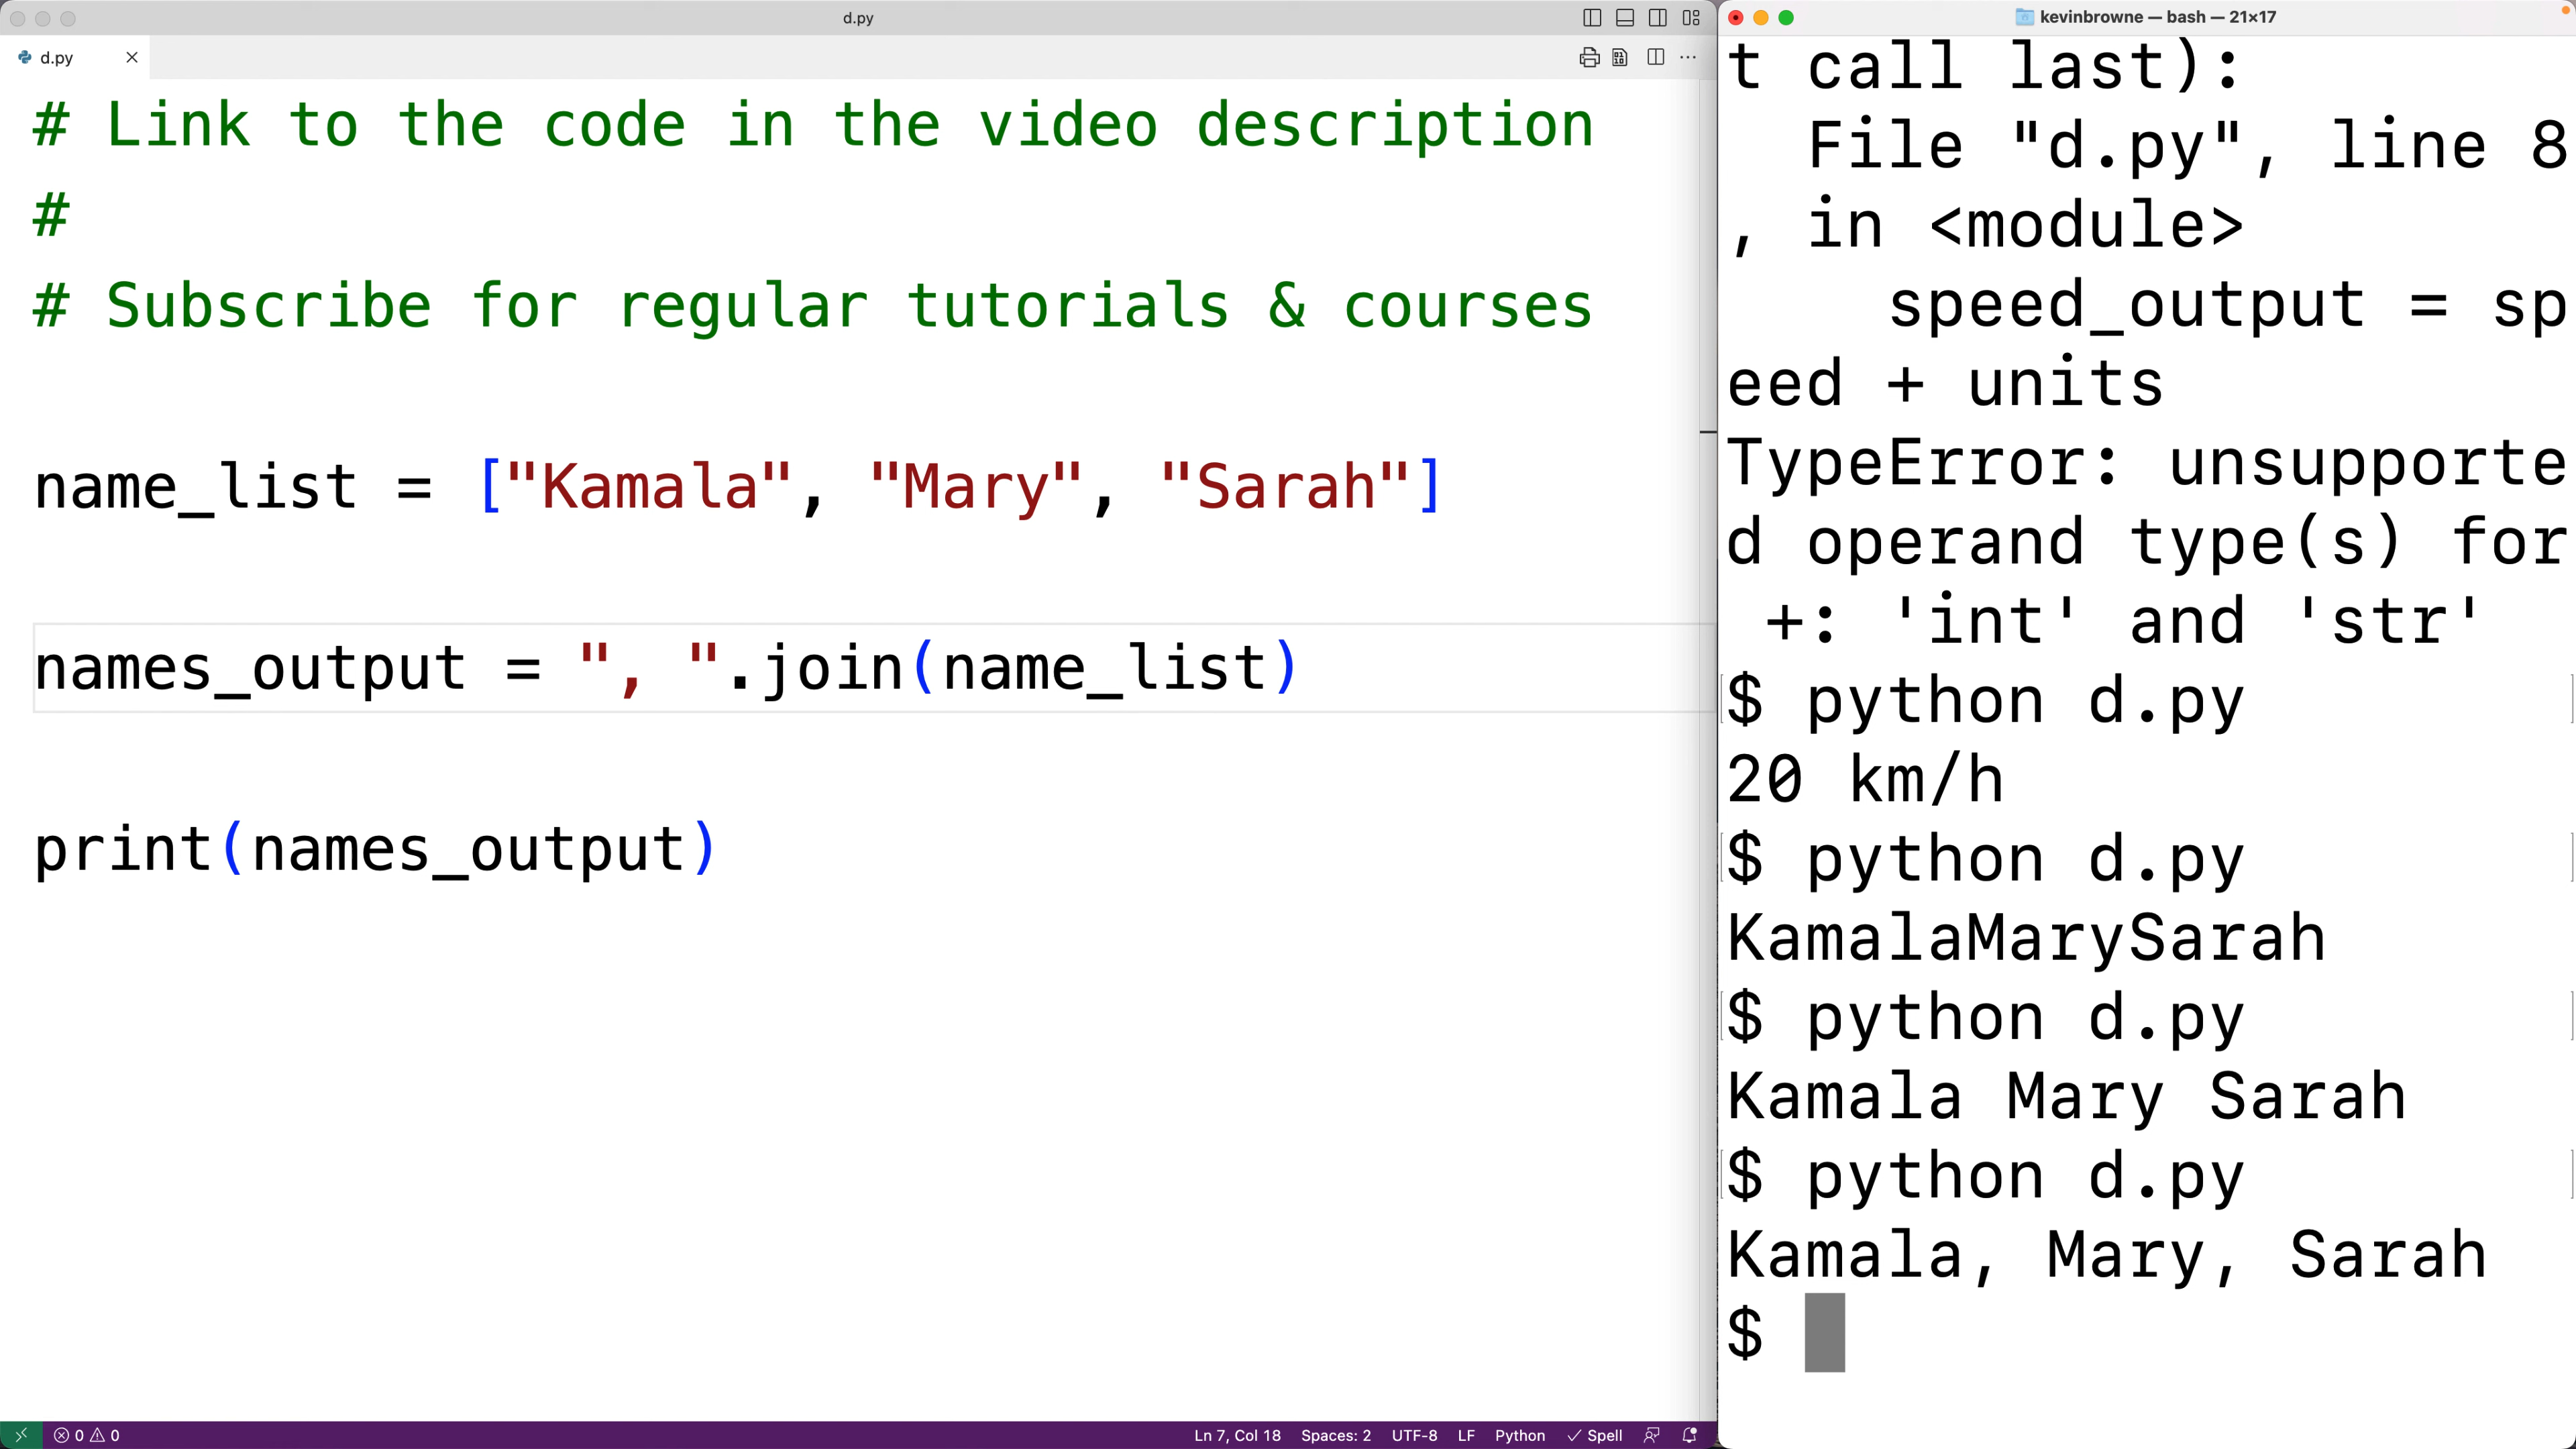 d.py
d.py
# Link to the code in the video description
#
# Subscribe for regular tutorials & courses
name_list = ["Kamala", "Mary", "Sarah"]
names_output = ", ".join(name_list)
print(names_output)
0 0
Ln 7, Col 18 Spaces: 2 UTF-8 LF Python Spell
kevinbrowne — bash — 21×17
t call last):
  File "d.py", line 8
, in <module>
    speed_output = sp
eed + units
TypeError: unsupporte
d operand type(s) for
 +: 'int' and 'str'
$ python d.py
20 km/h
$ python d.py
KamalaMarySarah
$ python d.py
Kamala Mary Sarah
$ python d.py
Kamala, Mary, Sarah
$